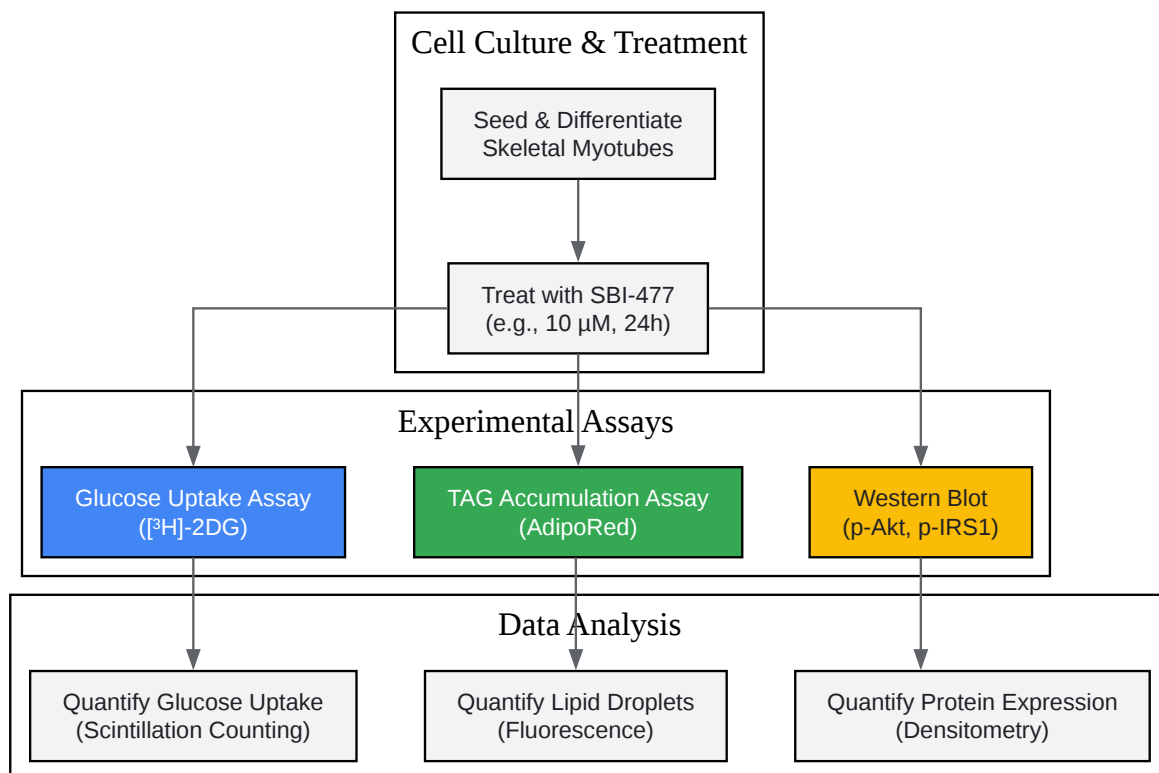 Cell Culture & Treatment
Seed & Differentiate
Skeletal Myotubes
Treat with SBI-477
(e.g., 10 µM, 24h)
Experimental Assays
Glucose Uptake Assay
([³H]-2DG)
TAG Accumulation Assay
(AdipoRed)
Western Blot
(p-Akt, p-IRS1)
Data Analysis
Quantify Glucose Uptake
(Scintillation Counting)
Quantify Lipid Droplets
(Fluorescence)
Quantify Protein Expression
(Densitometry)